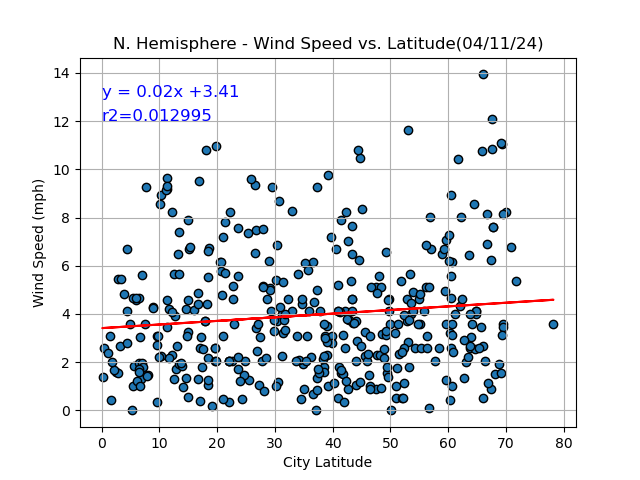 N. Hemisphere - Wind Speed vs. Latitude(04/11/24)
y = 0.02x +3.41
r2=0.012995
14
12
10
8
6
4
2
0
Wind Speed (mph)
0 10 20 30 40 50 60 70 80
City Latitude